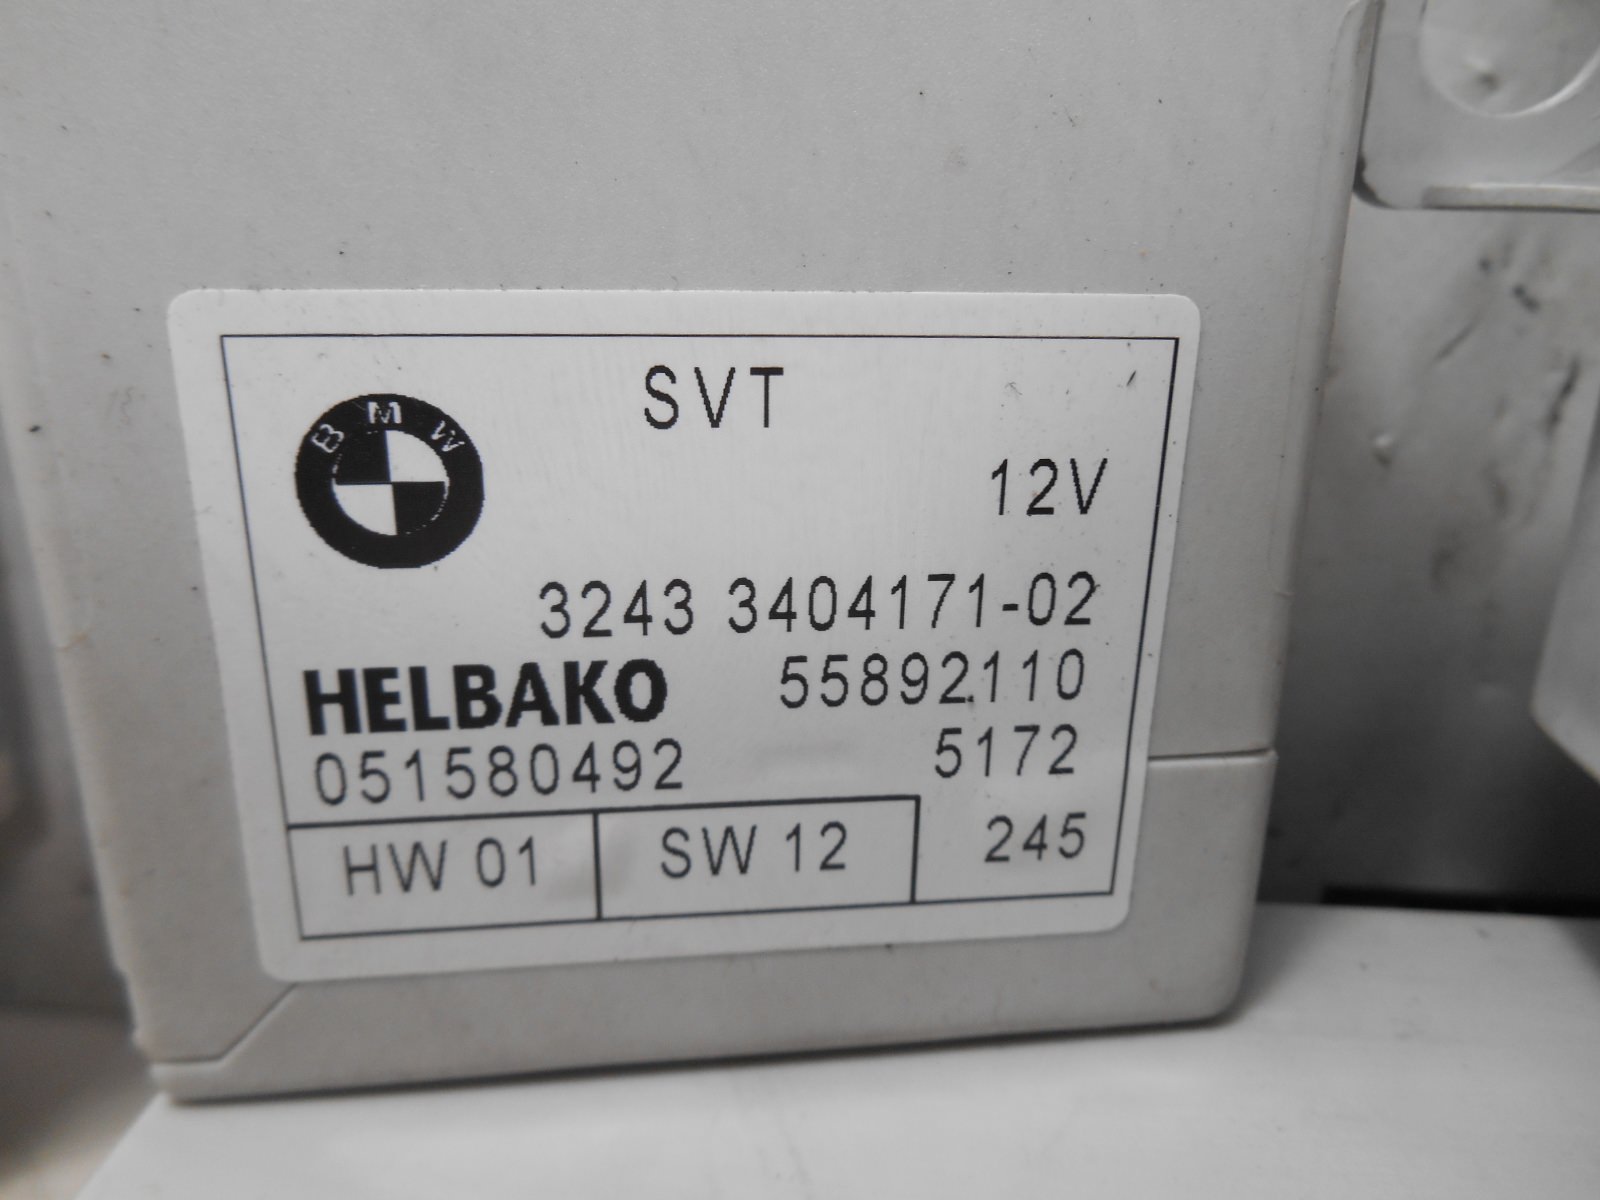 SVT
BMW
12V
3243 3404171-02
HELBAKO 55892110
051580492 5172
HW 01 SW 12 245